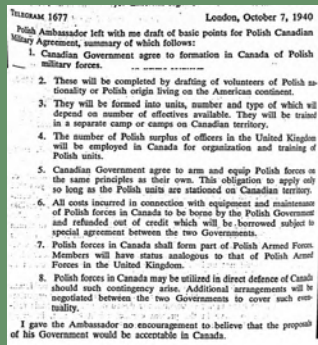 TELEGRAM 1677
London, October 7, 1940
Polish Ambassador left with me draft of basic points for Polish Canadian
Military Agreement, summary of which follows:
1. Canadian Government agree to formation in Canada of Polish
military forces.
2. These will be completed by drafting of volunteers of Polish na-
tionality or Polish origin living on the American continent.
3. They will be formed into units, number and type of which will
depend on number of effectives available. They will be trained
in a separate camp or camps on Canadian territory.
4. The number of Polish surplus of officers in the United Kingdom
will be employed in Canada for organization and training of
Polish units.
5. Canadian Government agree to arm and equip Polish forces on
the same principles as their own. This obligation to apply only
so long as the Polish units are stationed on Canadian territory.
6. All costs incurred in connection with equipment and maintenance
of Polish forces in Canada to be borne by the Polish Government
and refunded out of credit which will be borrowed subject to
special agreement between the two Governments.
7. Polish forces in Canada shall form part of Polish Armed Forces.
Members will have status analogous to that of Polish Armed
Forces in the United Kingdom.
8. Polish forces in Canada may be utilized in direct defence of Canada
should such contingency arise. Additional arrangements will be
negotiated between the two Governments to cover such even-
tuality.
I gave the Ambassador no encouragement to believe that the proposals
of his Government would be acceptable in Canada.